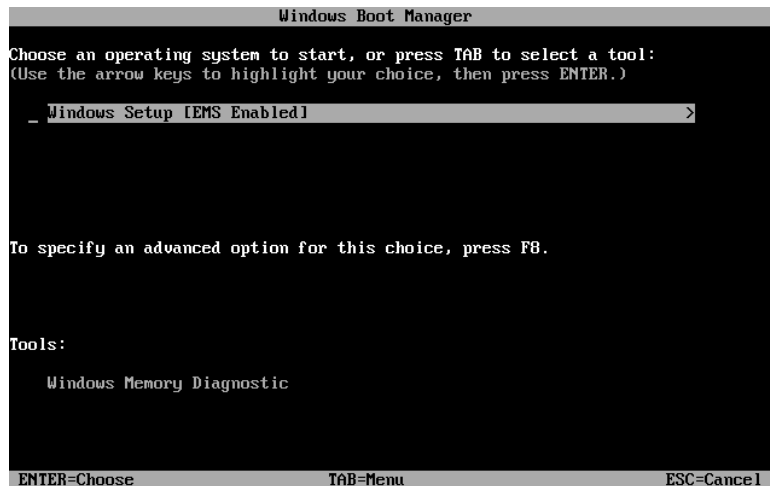 Windows Boot Manager
Choose an operating system to start, or press TAB to select a tool:
(Use the arrow keys to highlight your choice, then press ENTER.)
_ Windows Setup [EMS Enabled] >
To specify an advanced option for this choice, press F8.
Tools:
Windows Memory Diagnostic
ENTER=Choose TAB=Menu ESC=Cancel